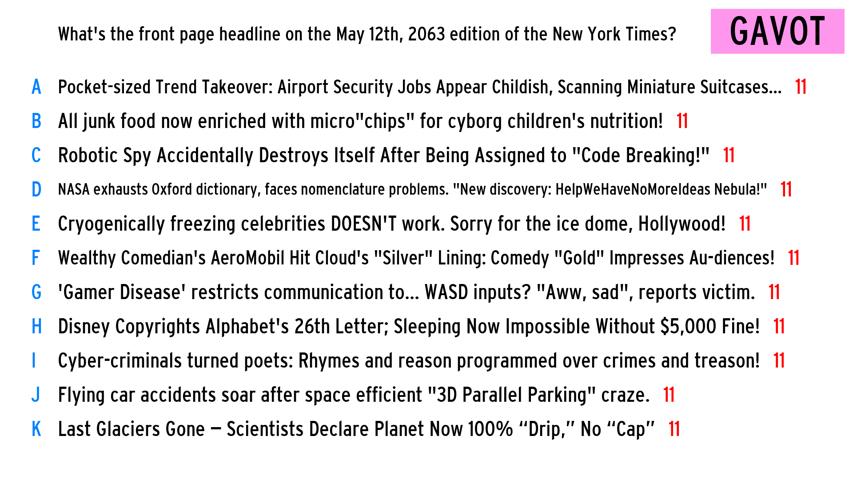 What's the front page headline on the May 12th, 2063 edition of the New York Times?
GAVOT
A Pocket-sized Trend Takeover: Airport Security Jobs Appear Childish, Scanning Miniature Suitcases... 11
B All junk food now enriched with micro"chips" for cyborg children's nutrition! 11
C Robotic Spy Accidentally Destroys Itself After Being Assigned to "Code Breaking!" 11
D NASA exhausts Oxford dictionary, faces nomenclature problems. "New discovery: HelpWeHaveNoMoreIdeas Nebula!" 11
E Cryogenically freezing celebrities DOESN'T work. Sorry for the ice dome, Hollywood! 11
F Wealthy Comedian's AeroMobil Hit Cloud's "Silver" Lining: Comedy "Gold" Impresses Au-diences! 11
G 'Gamer Disease' restricts communication to... WASD inputs? "Aww, sad", reports victim. 11
H Disney Copyrights Alphabet's 26th Letter; Sleeping Now Impossible Without $5,000 Fine! 11
I Cyber-criminals turned poets: Rhymes and reason programmed over crimes and treason! 11
J Flying car accidents soar after space efficient "3D Parallel Parking" craze. 11
K Last Glaciers Gone – Scientists Declare Planet Now 100% “Drip,” No “Cap” 11